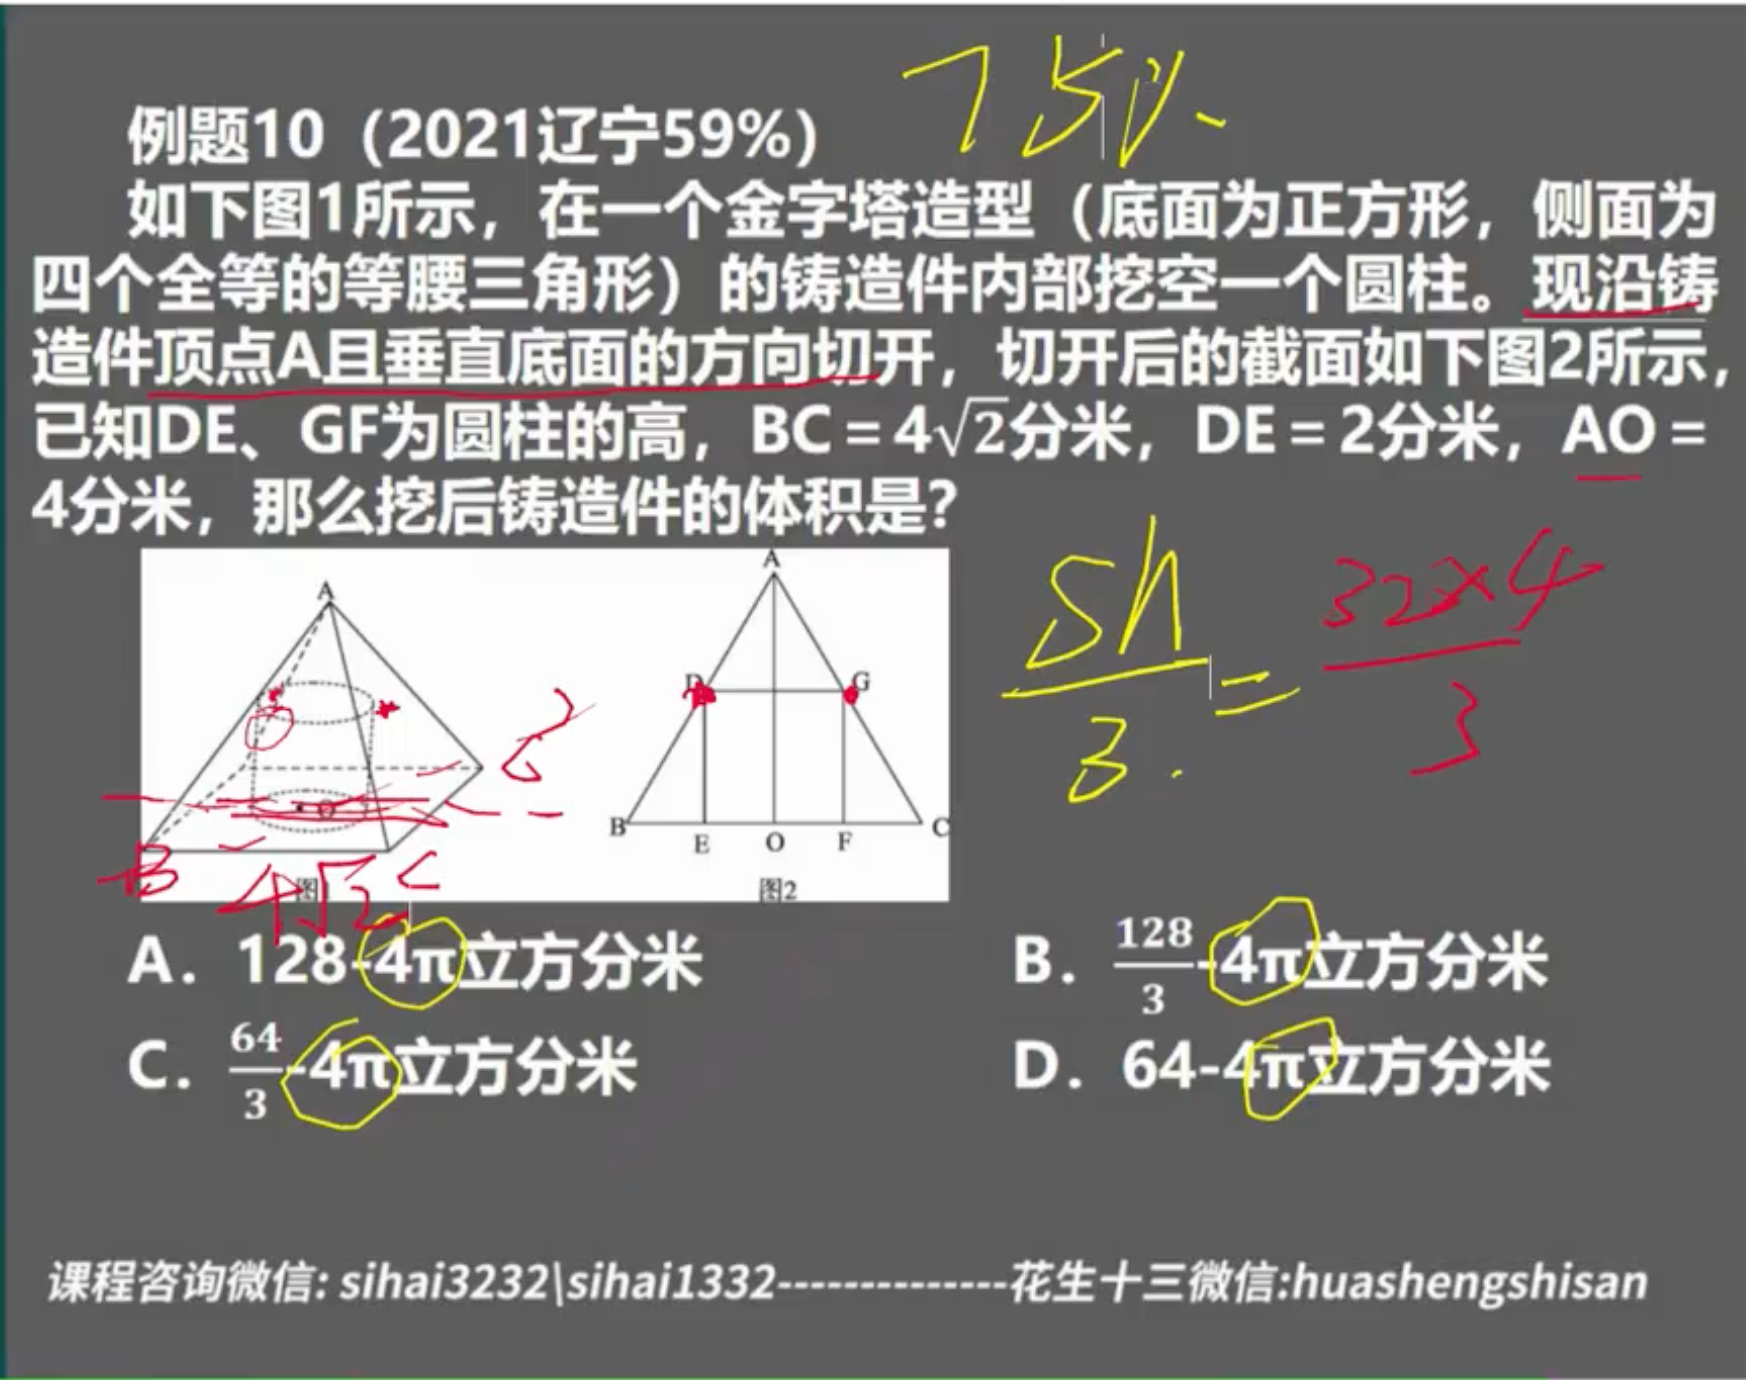 75%
例题10（2021辽宁59%）
如下图1所示，在一个金字塔造型（底面为正方形，侧面为
四个全等的等腰三角形）的铸造件内部挖空一个圆柱。现沿铸
造件顶点A且垂直底面的方向切开，切开后的截面如下图2所示，
已知DE、GF为圆柱的高，BC＝4√2分米，DE＝2分米，AO＝
4分米，那么挖后铸造件的体积是？
A
A
D G
B E O F C
O
B C
4√2
图2
Sh/3 = 32×4/3
A. 128-4π立方分米
B. 128/3-4π立方分米
C. 64/3-4π立方分米
D. 64-4π立方分米
课程咨询微信: sihai3232\sihai1332--------------花生十三微信:huashengshisan